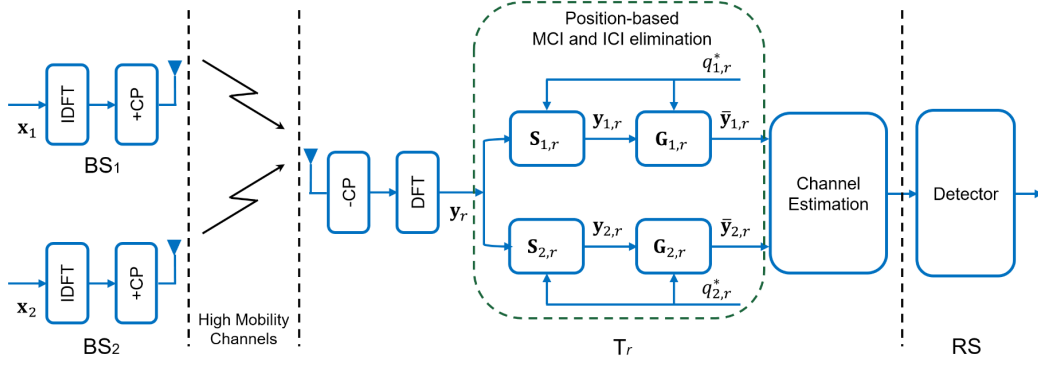 Position-based
MCI and ICI elimination
q*₁,ᵣ
IDFT
+CP
𝐱₁
BS₁
𝐒₁,ᵣ
𝐲₁,ᵣ
𝐆₁,ᵣ
ȳ₁,ᵣ
-CP
DFT
𝐲ᵣ
Channel
Estimation
Detector
IDFT
+CP
𝐱₂
BS₂
𝐒₂,ᵣ
𝐲₂,ᵣ
𝐆₂,ᵣ
ȳ₂,ᵣ
q*₂,ᵣ
High Mobility
Channels
Tᵣ
RS